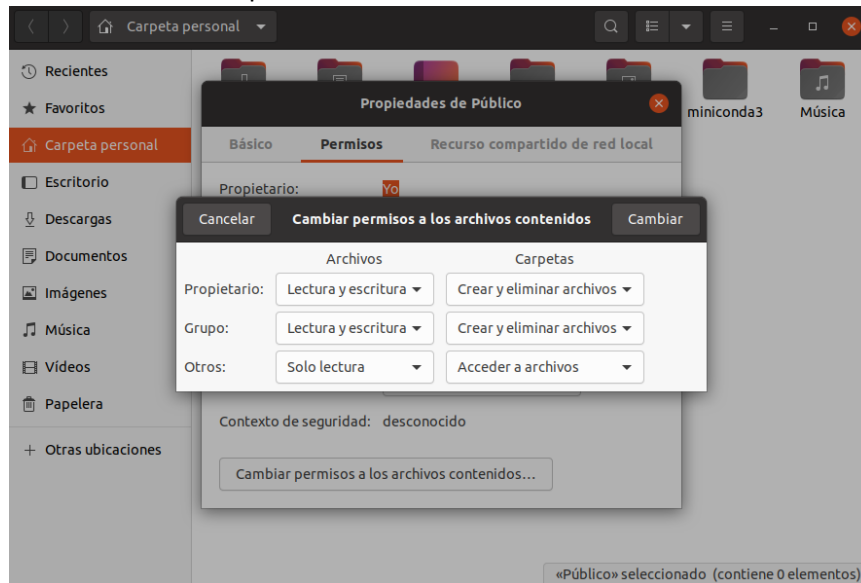 Carpeta personal
Recientes
Favoritos
Carpeta personal
Escritorio
Descargas
Documentos
Imágenes
Música
Vídeos
Papelera
+ Otras ubicaciones
miniconda3
Música
Propiedades de Público
Básico Permisos Recurso compartido de red local
Propietario: Yo
Cancelar Cambiar permisos a los archivos contenidos Cambiar
Archivos Carpetas
Propietario: Lectura y escritura Crear y eliminar archivos
Grupo: Lectura y escritura Crear y eliminar archivos
Otros: Solo lectura Acceder a archivos
Contexto de seguridad: desconocido
Cambiar permisos a los archivos contenidos...
«Público» seleccionado (contiene 0 elementos)